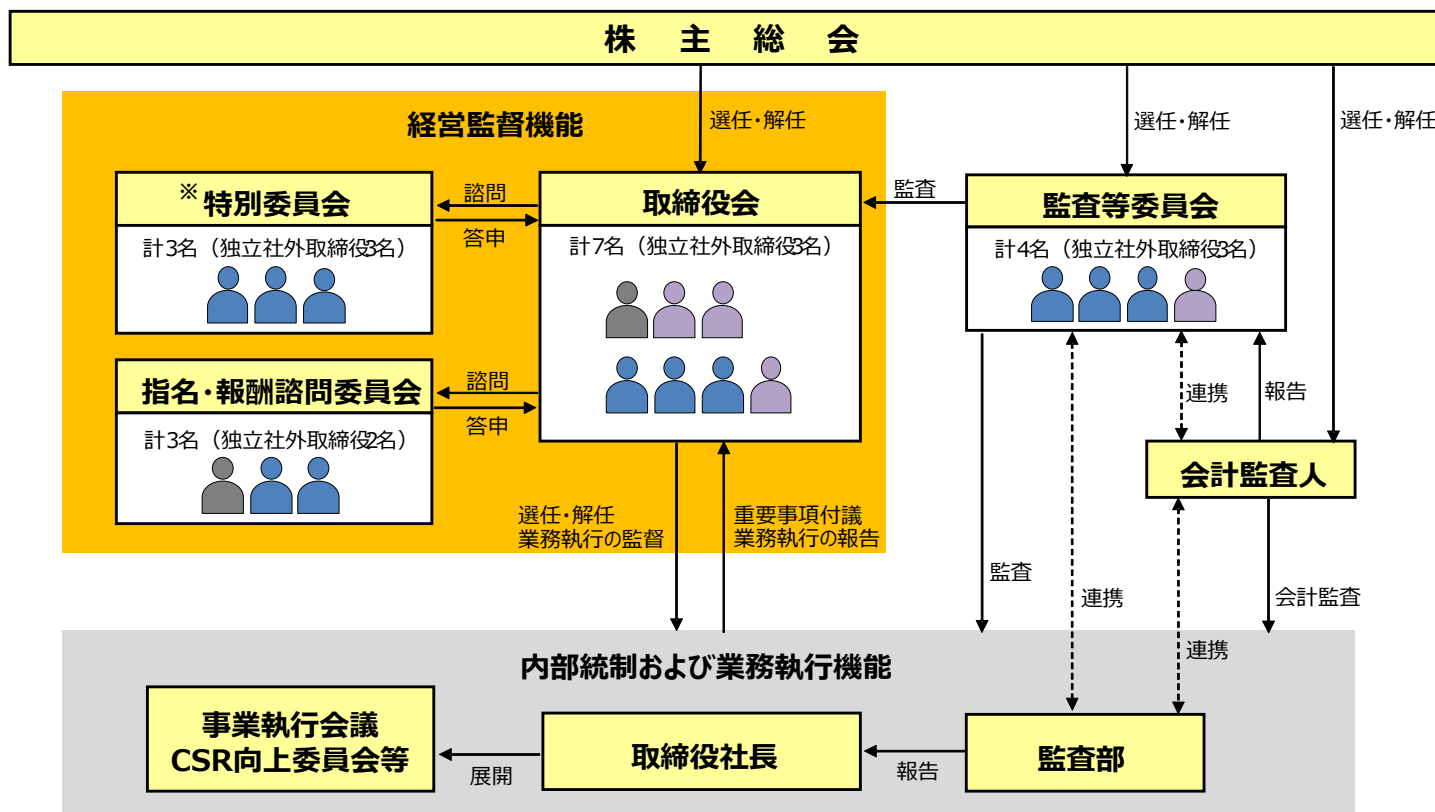 株 主 総 会
経営監督機能
選任・解任
選任・解任
選任・解任
※特別委員会
計3名（独立社外取締役3名）
諮問
答申
取締役会
計7名（独立社外取締役3名）
監査
監査等委員会
計4名（独立社外取締役3名）
指名・報酬諮問委員会
計3名（独立社外取締役2名）
諮問
答申
連携
報告
会計監査人
選任・解任
業務執行の監督
重要事項付議
業務執行の報告
監査
連携
会計監査
連携
内部統制および業務執行機能
事業執行会議
CSR向上委員会等
展開
取締役社長
報告
監査部